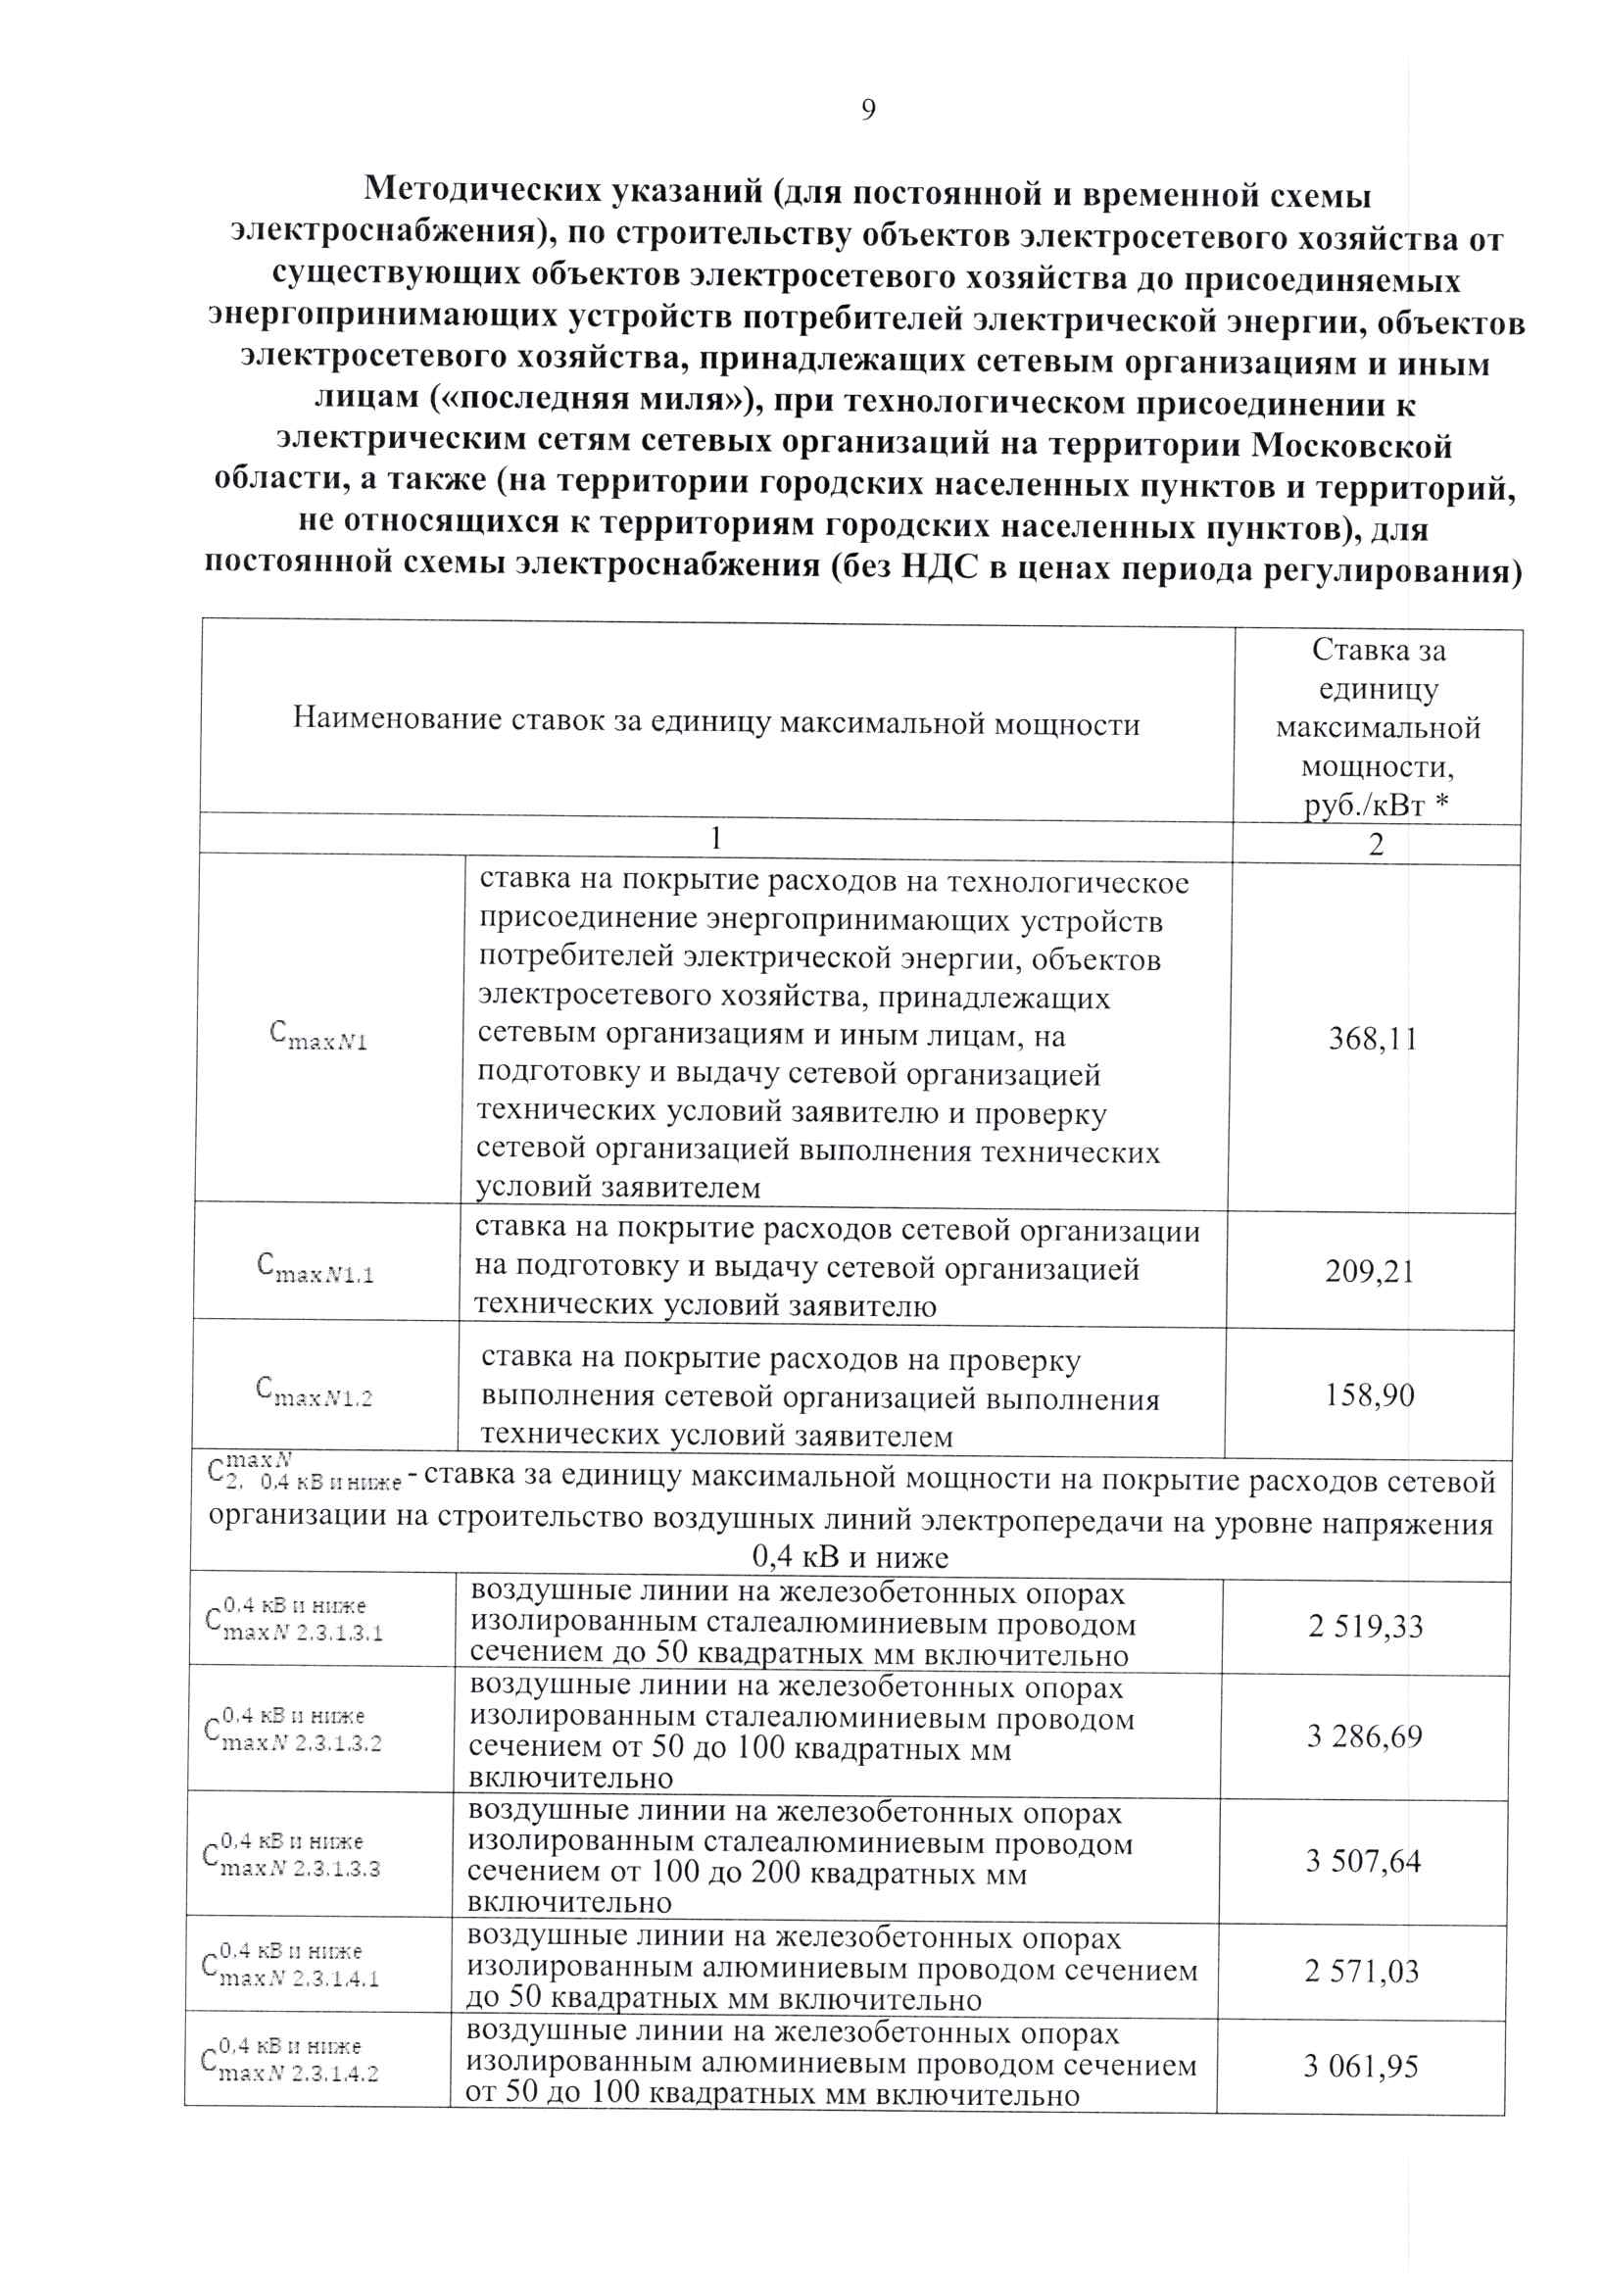 9
Методических указаний (для постоянной и временной схемы
электроснабжения), по строительству объектов электросетевого хозяйства от
существующих объектов электросетевого хозяйства до присоединяемых
энергопринимающих устройств потребителей электрической энергии, объектов
электросетевого хозяйства, принадлежащих сетевым организациям и иным
лицам («последняя миля»), при технологическом присоединении к
электрическим сетям сетевых организаций на территории Московской
области, а также (на территории городских населенных пунктов и территорий,
не относящихся к территориям городских населенных пунктов), для
постоянной схемы электроснабжения (без НДС в ценах периода регулирования)
Наименование ставок за единицу максимальной мощности
Ставка за
единицу
максимальной
мощности,
руб./кВт *
1
2
CmaxN1
ставка на покрытие расходов на технологическое
присоединение энергопринимающих устройств
потребителей электрической энергии, объектов
электросетевого хозяйства, принадлежащих
сетевым организациям и иным лицам, на
подготовку и выдачу сетевой организацией
технических условий заявителю и проверку
сетевой организацией выполнения технических
условий заявителем
368,11
CmaxN1.1
ставка на покрытие расходов сетевой организации
на подготовку и выдачу сетевой организацией
технических условий заявителю
209,21
CmaxN1.2
ставка на покрытие расходов на проверку
выполнения сетевой организацией выполнения
технических условий заявителем
158,90
C maxN 2, 0,4 кВ и ниже - ставка за единицу максимальной мощности на покрытие расходов сетевой
организации на строительство воздушных линий электропередачи на уровне напряжения
0,4 кВ и ниже
C 0,4 кВ и ниже maxN 2.3.1.3.1
воздушные линии на железобетонных опорах
изолированным сталеалюминиевым проводом
сечением до 50 квадратных мм включительно
2 519,33
C 0,4 кВ и ниже maxN 2.3.1.3.2
воздушные линии на железобетонных опорах
изолированным сталеалюминиевым проводом
сечением от 50 до 100 квадратных мм
включительно
3 286,69
C 0,4 кВ и ниже maxN 2.3.1.3.3
воздушные линии на железобетонных опорах
изолированным сталеалюминиевым проводом
сечением от 100 до 200 квадратных мм
включительно
3 507,64
C 0,4 кВ и ниже maxN 2.3.1.4.1
воздушные линии на железобетонных опорах
изолированным алюминиевым проводом сечением
до 50 квадратных мм включительно
2 571,03
C 0,4 кВ и ниже maxN 2.3.1.4.2
воздушные линии на железобетонных опорах
изолированным алюминиевым проводом сечением
от 50 до 100 квадратных мм включительно
3 061,95